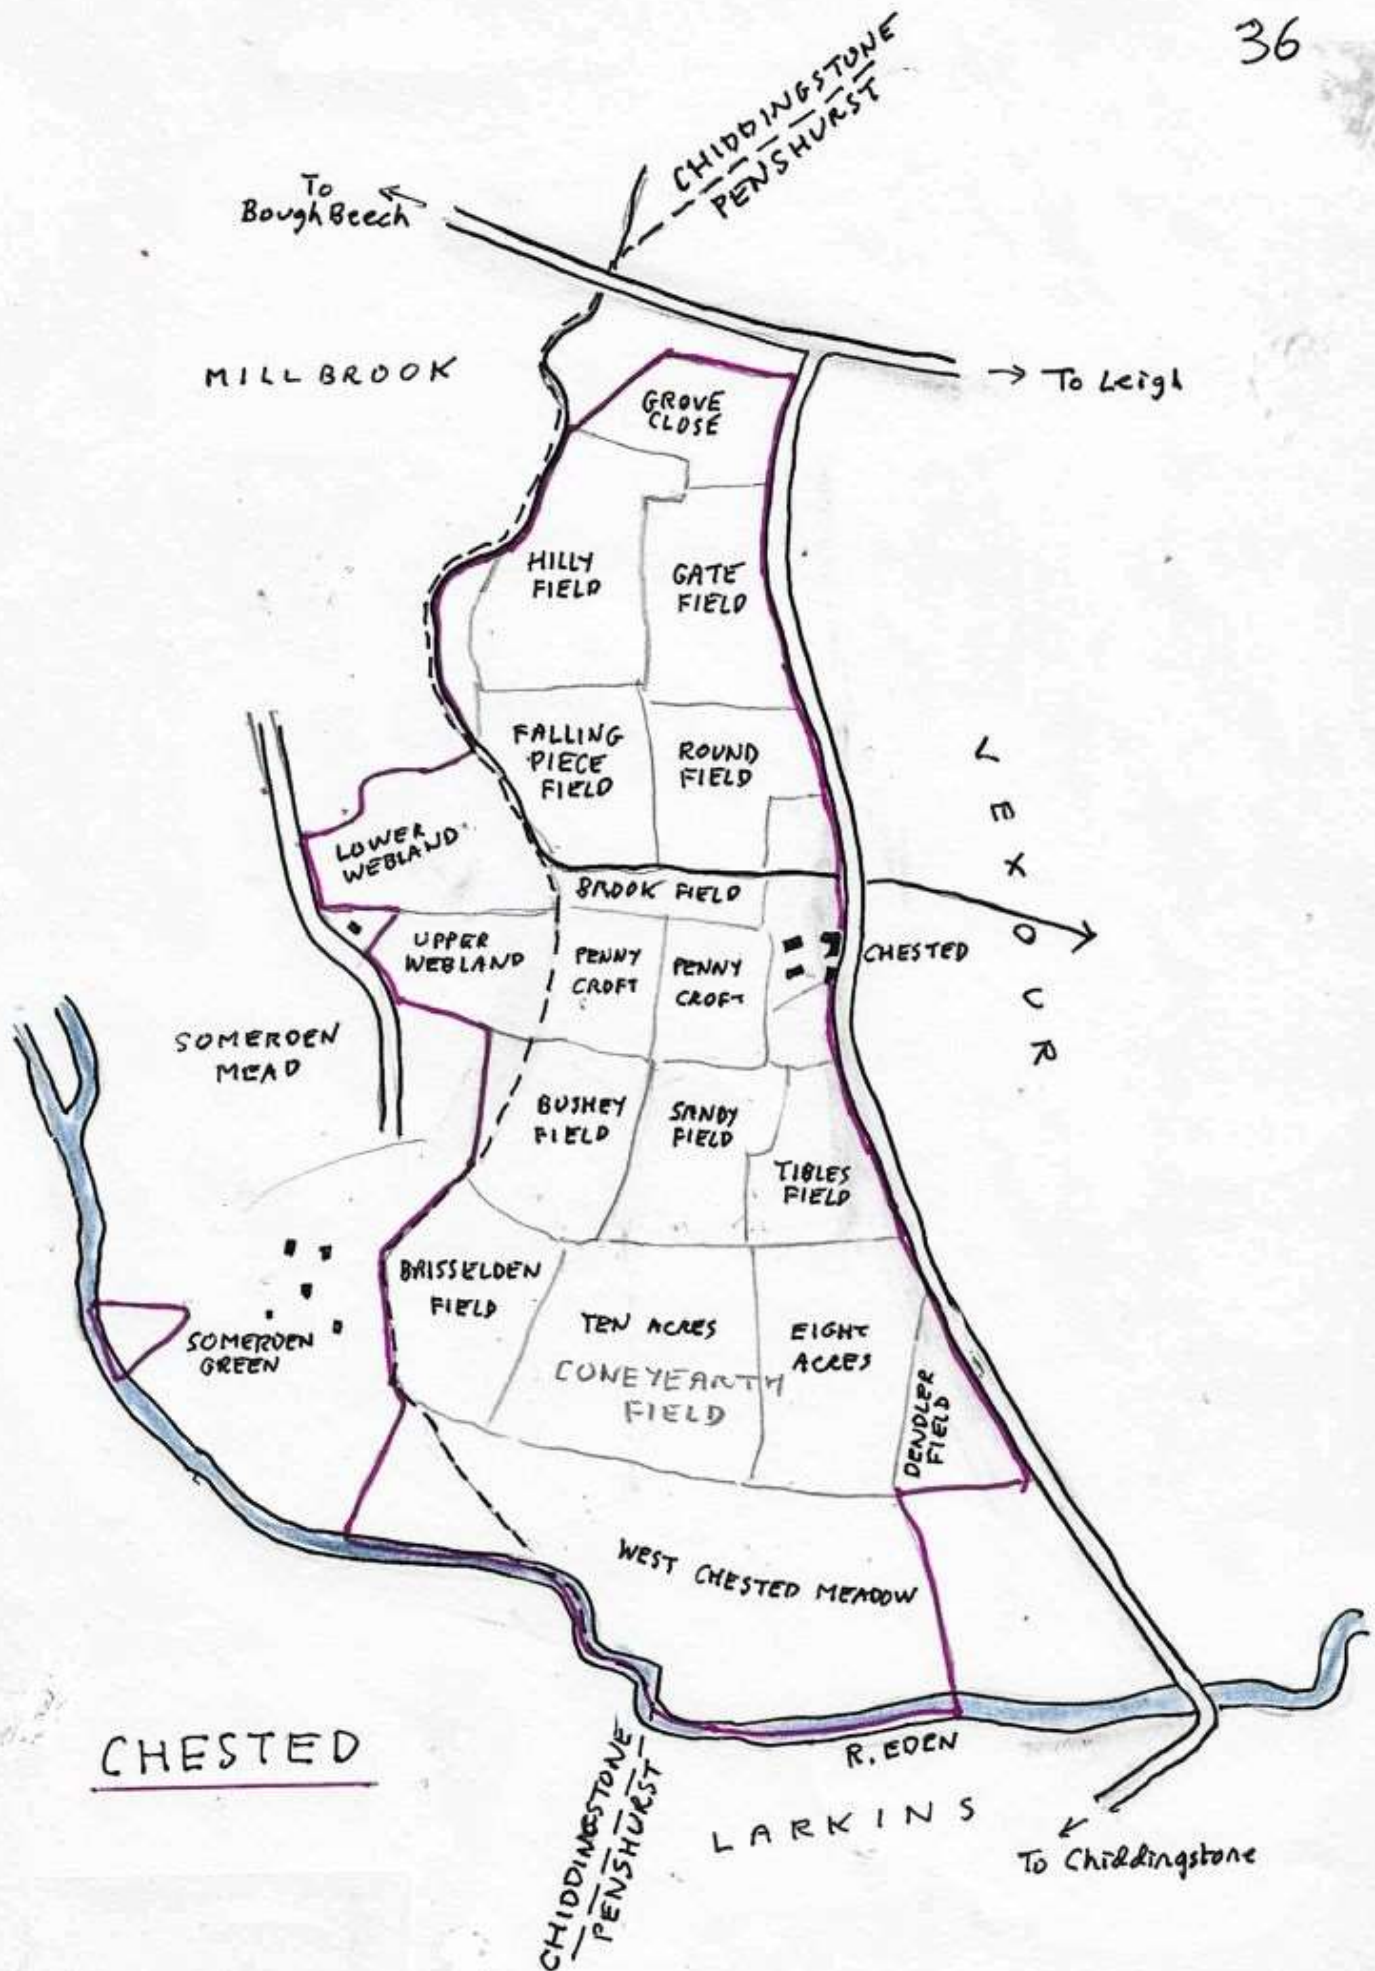 36
CHIDDINGSTONE
PENSHURST
To
Bough Beech
To Leigh
MILLBROOK
GROVE
CLOSE
HILLY
FIELD
GATE
FIELD
FALLING
PIECE
FIELD
ROUND
FIELD
LEXOCUR
LOWER
WEBLAND
BROOK FIELD
UPPER
WEBLAND
PENNY
CROFT
PENNY
CROFT
CHESTED
SOMERDEN
MEAD
BUSHEY
FIELD
SANDY
FIELD
TIBLES
FIELD
BRISSELDEN
FIELD
TEN ACRES
EIGHT
ACRES
SOMERDEN
GREEN
CONEYEARTH
FIELD
DENDLER
FIELD
WEST CHESTED MEADOW
CHESTED
R. EDEN
CHIDDINGSTONE
PENSHURST
LARKINS
To Chiddingstone